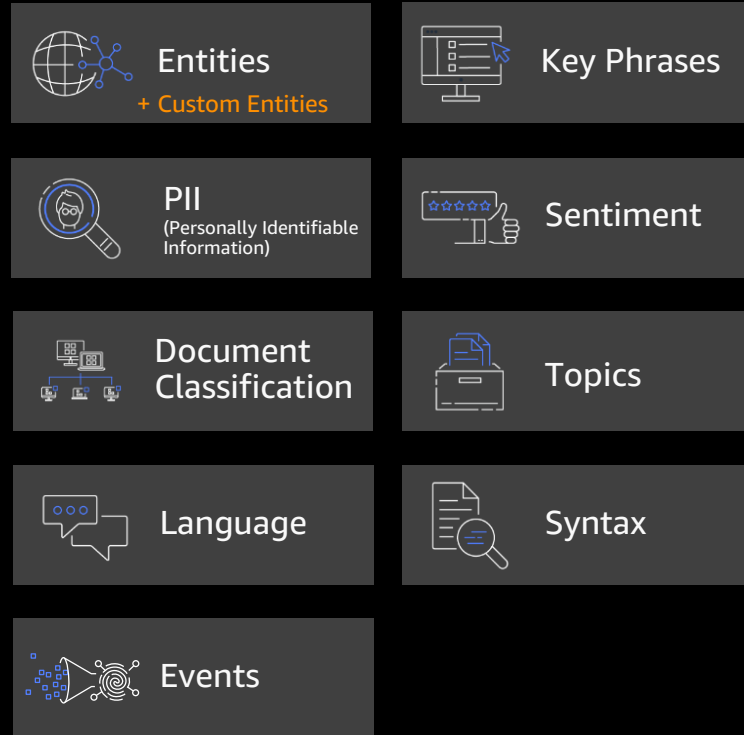 Entities
+ Custom Entities
Key Phrases
PII
(Personally Identifiable
Information)
Sentiment
Document
Classification
Topics
Language
Syntax
Events